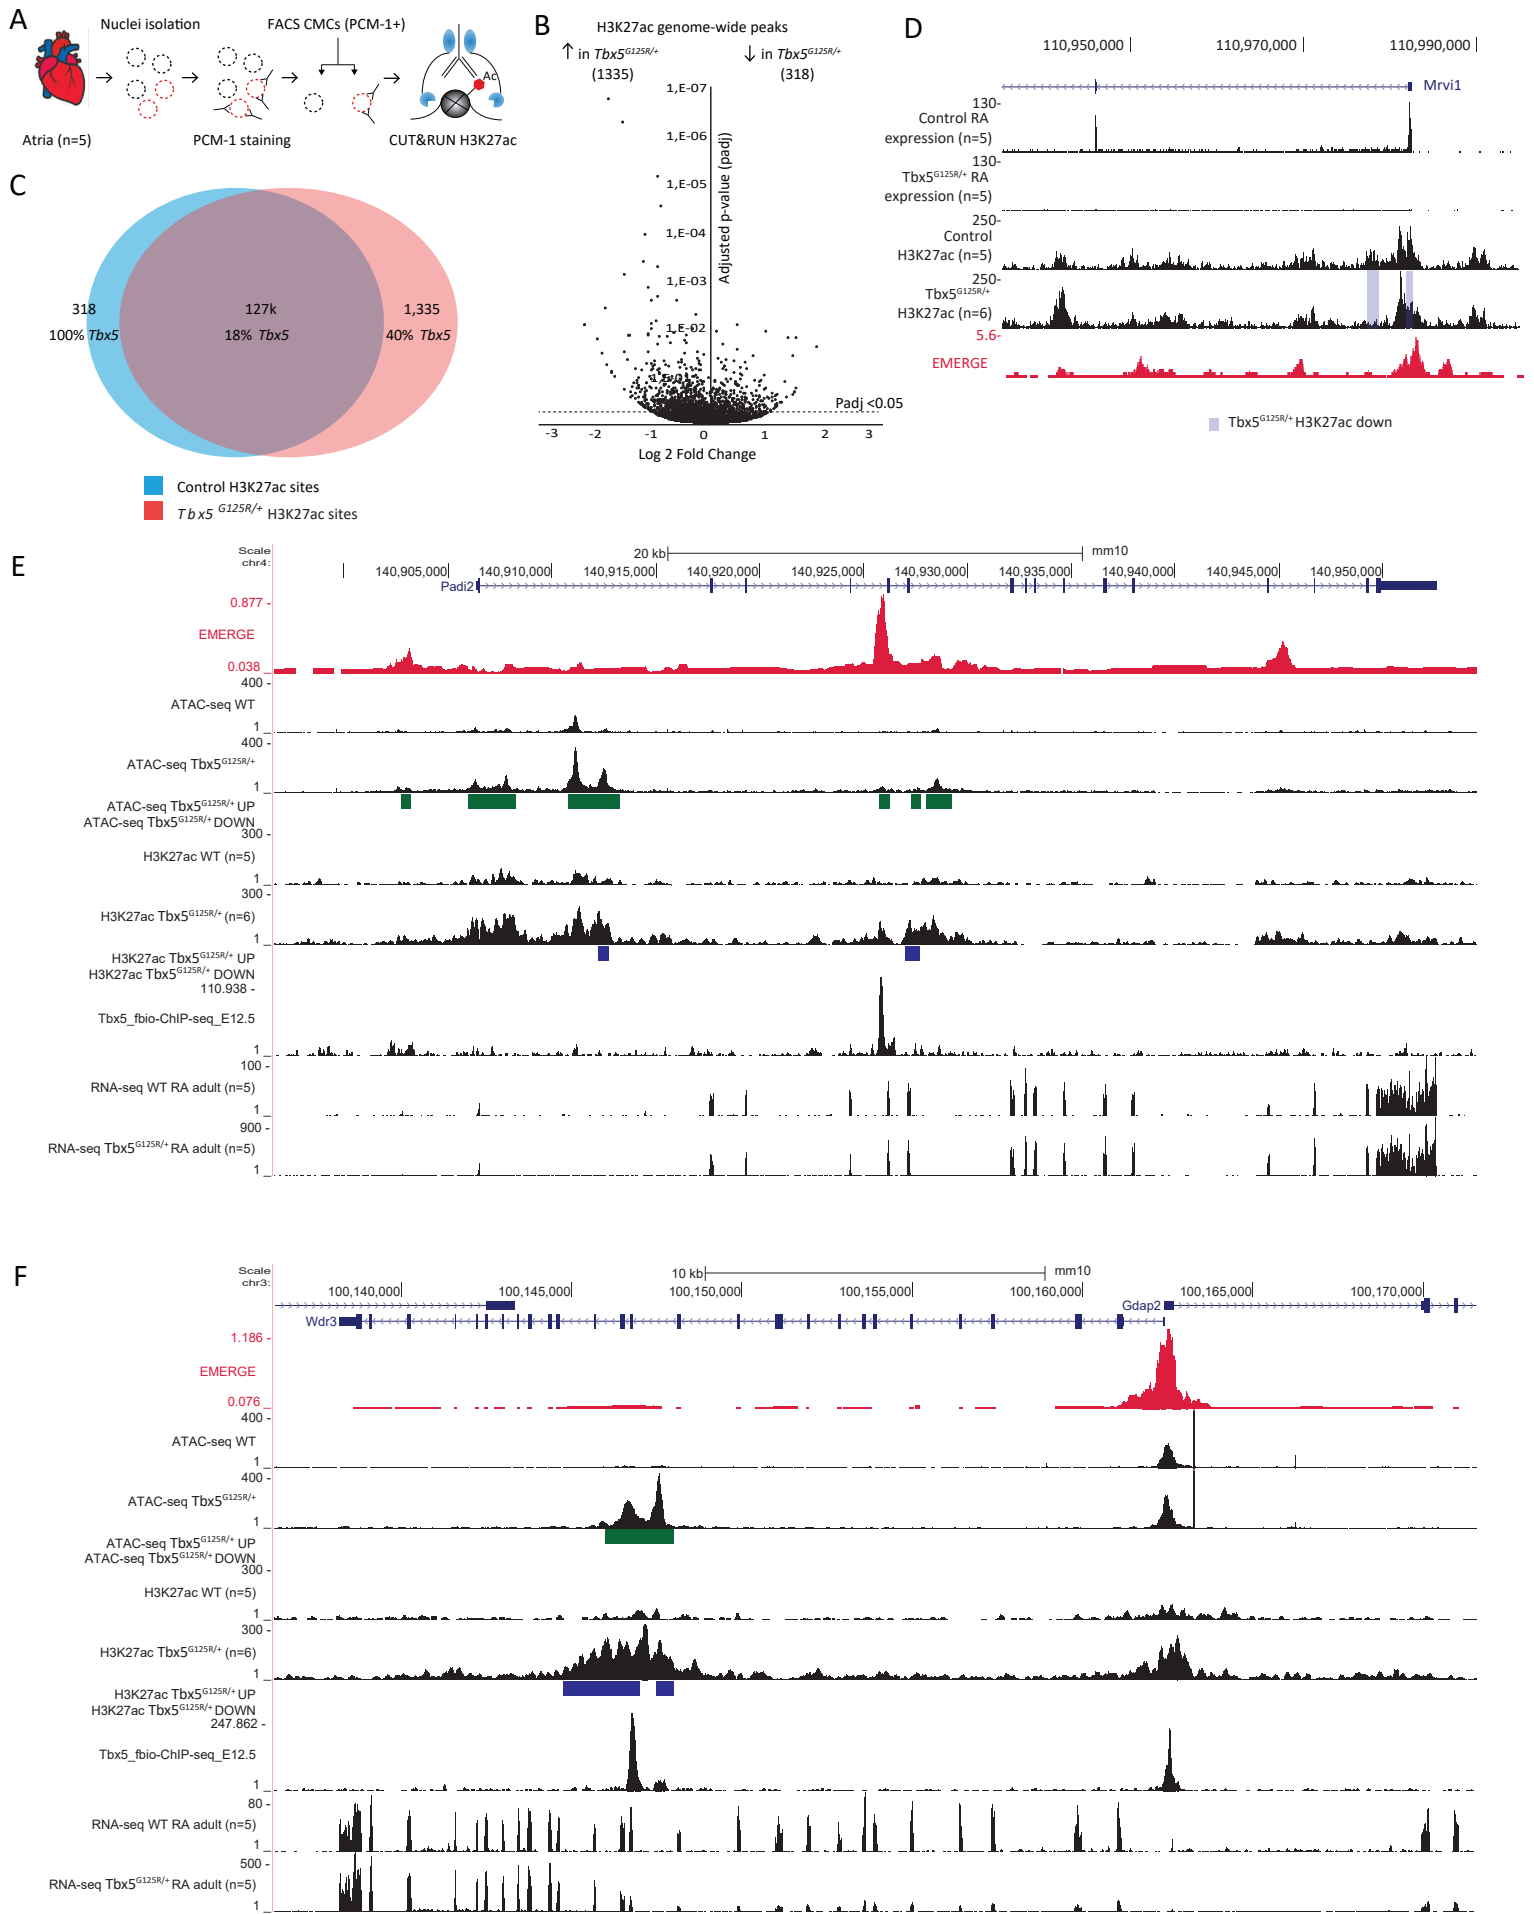 A
Nuclei isolation
FACS CMCs (PCM-1+)
Ac
Atria (n=5)
PCM-1 staining
CUT&RUN H3K27ac
B
H3K27ac genome-wide peaks
↑ in Tbx5G125R/+
(1335)
↓ in Tbx5G125R/+
(318)
1,E-07
1,E-06
1,E-05
1,E-04
1,E-03
1,E-02
Adjusted p-value (padj)
Padj <0.05
-3 -2 -1 0 1 2 3
Log 2 Fold Change
C
318
100% Tbx5
127k
18% Tbx5
1,335
40% Tbx5
Control H3K27ac sites
Tbx5 G125R/+ H3K27ac sites
D
110,950,000 110,970,000 110,990,000
Mrvi1
130-
Control RA
expression (n=5)
130-
Tbx5G125R/+ RA
expression (n=5)
250-
Control
H3K27ac (n=5)
250-
Tbx5G125R/+
H3K27ac (n=6)
5.6-
EMERGE
Tbx5G125R/+ H3K27ac down
E
Scale
chr4:
20 kb
mm10
140,905,000 140,910,000 140,915,000 140,920,000 140,925,000 140,930,000 140,935,000 140,940,000 140,945,000 140,950,000
Padi2
0.877 -
EMERGE
0.038 _
400 -
ATAC-seq WT
1 _
400 -
ATAC-seq Tbx5G125R/+
1 _
ATAC-seq Tbx5G125R/+ UP
ATAC-seq Tbx5G125R/+ DOWN
300 -
H3K27ac WT (n=5)
1 _
300 -
H3K27ac Tbx5G125R/+ (n=6)
1 _
H3K27ac Tbx5G125R/+ UP
H3K27ac Tbx5G125R/+ DOWN
110.938 -
Tbx5_fbio-ChIP-seq_E12.5
1 _
100 -
RNA-seq WT RA adult (n=5)
1 _
900 -
RNA-seq Tbx5G125R/+ RA adult (n=5)
1 _
F
Scale
chr3:
10 kb
mm10
100,140,000 100,145,000 100,150,000 100,155,000 100,160,000 100,165,000 100,170,000
Gdap2
Wdr3
1.186 -
EMERGE
0.076 _
400 -
ATAC-seq WT
1 _
400 -
ATAC-seq Tbx5G125R/+
1 _
ATAC-seq Tbx5G125R/+ UP
ATAC-seq Tbx5G125R/+ DOWN
300 -
H3K27ac WT (n=5)
1 _
300 -
H3K27ac Tbx5G125R/+ (n=6)
1 _
H3K27ac Tbx5G125R/+ UP
H3K27ac Tbx5G125R/+ DOWN
247.862 -
Tbx5_fbio-ChIP-seq_E12.5
1 _
80 -
RNA-seq WT RA adult (n=5)
1 _
500 -
RNA-seq Tbx5G125R/+ RA adult (n=5)
1 _